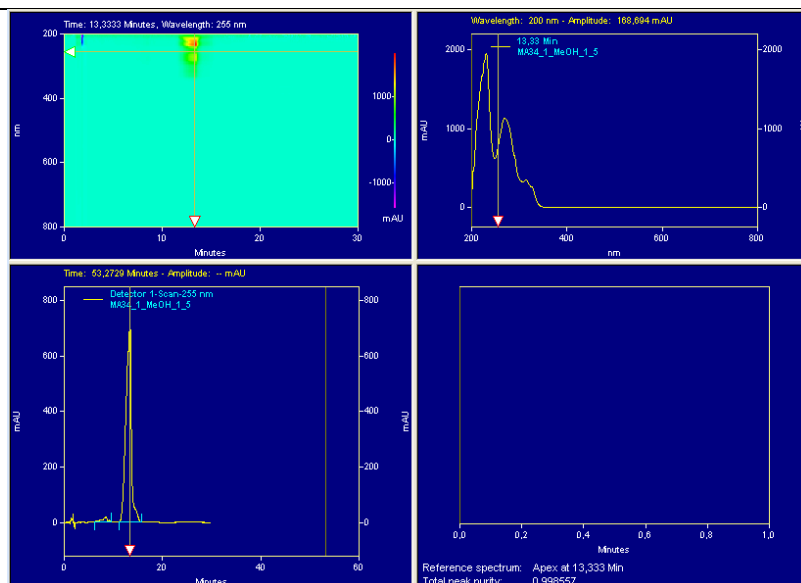 Time: 13,3333 Minutes, Wavelength: 255 nm
200
400
600
800
nm
0
10
20
30
Minutes
1000
0
-1000
mAU
Wavelength: 200 nm - Amplitude: 168,694 mAU
13,33 Min
MA34_1_MeOH_1_5
2000
1000
0
mAU
2000
1000
0
200
400
600
800
nm
Time: 53,2729 Minutes - Amplitude: -- mAU
Detector 1-Scan-255 nm
MA34_1_MeOH_1_5
800
600
400
200
0
mAU
800
600
400
200
0
mAU
0
20
40
60
Minutes
0,0
0,2
0,4
0,6
0,8
1,0
Minutes
Reference spectrum: Apex at 13,333 Min
Total peak purity: 0,998557